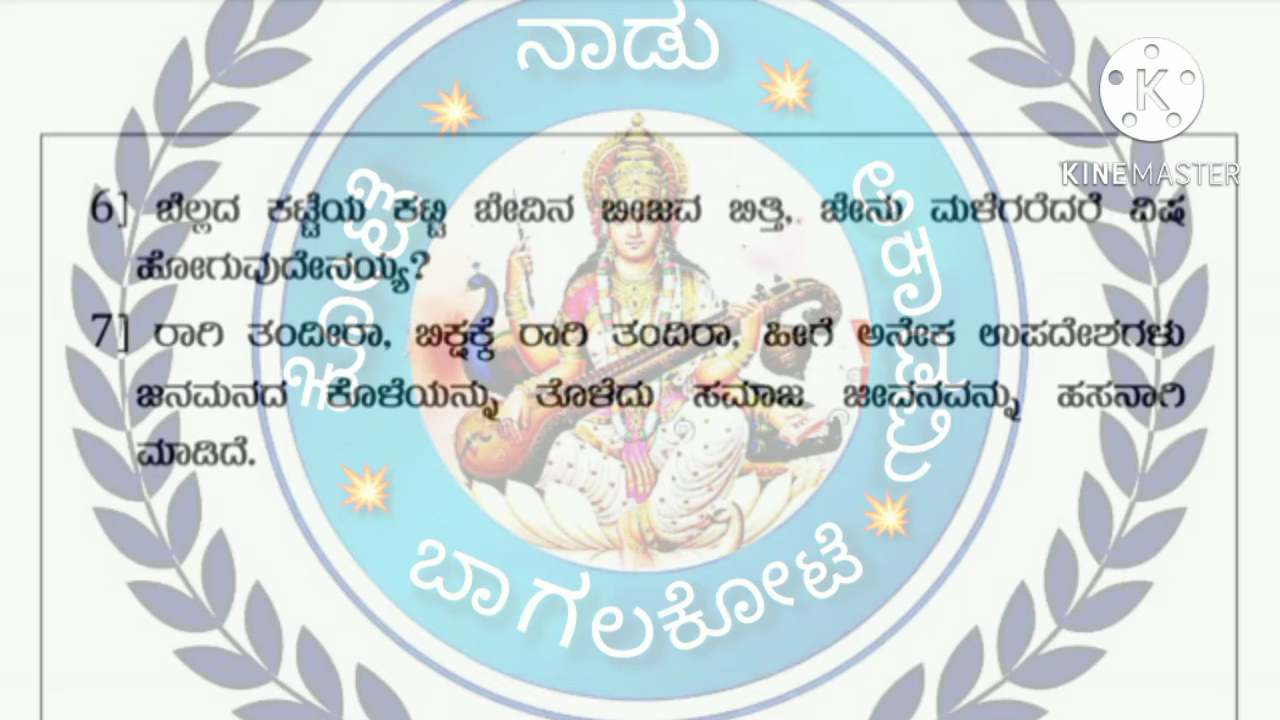 ನಾಡು
KINEMASTER
6] ಬೆಲ್ಲದ ಕಟ್ಟೆಯ ಕಟ್ಟಿ ಬೇವಿನ ಬೀಜವ ಬಿತ್ತಿ, ಜೇನು ಮಳೆಗರೆದರೆ ವಿಷ
ಹೋಗುವುದೇನಯ್ಯ?
7] ರಾಗಿ ತಂದೀರಾ, ಬಿಕ್ಷಕ್ಕೆ ರಾಗಿ ತಂದಿರಾ, ಹೀಗೆ ಅನೇಕ ಉಪದೇಶಗಳು
ಜನಮನದ ಕೊಳೆಯನ್ನು ತೊಳೆದು ಸಮಾಜ ಜೀವನವನ್ನು ಹಸನಾಗಿ
ಮಾಡಿದೆ.
ಬಾಗಲಕೋಟೆ